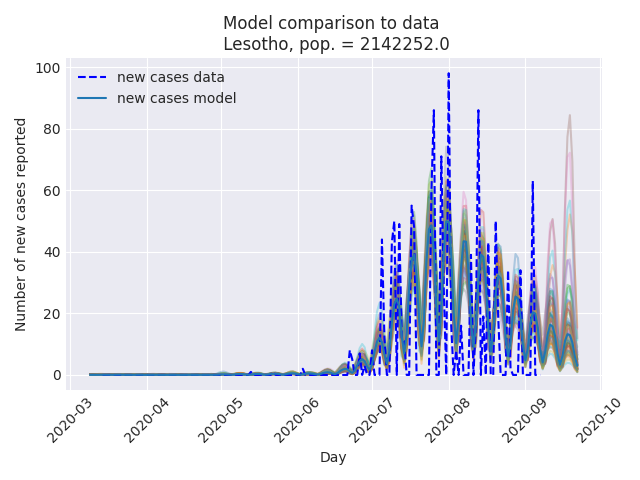 Model comparison to data
Lesotho, pop. = 2142252.0
new cases data
new cases model
Number of new cases reported
100
80
60
40
20
0
2020-03
2020-04
2020-05
2020-06
2020-07
2020-08
2020-09
2020-10
Day